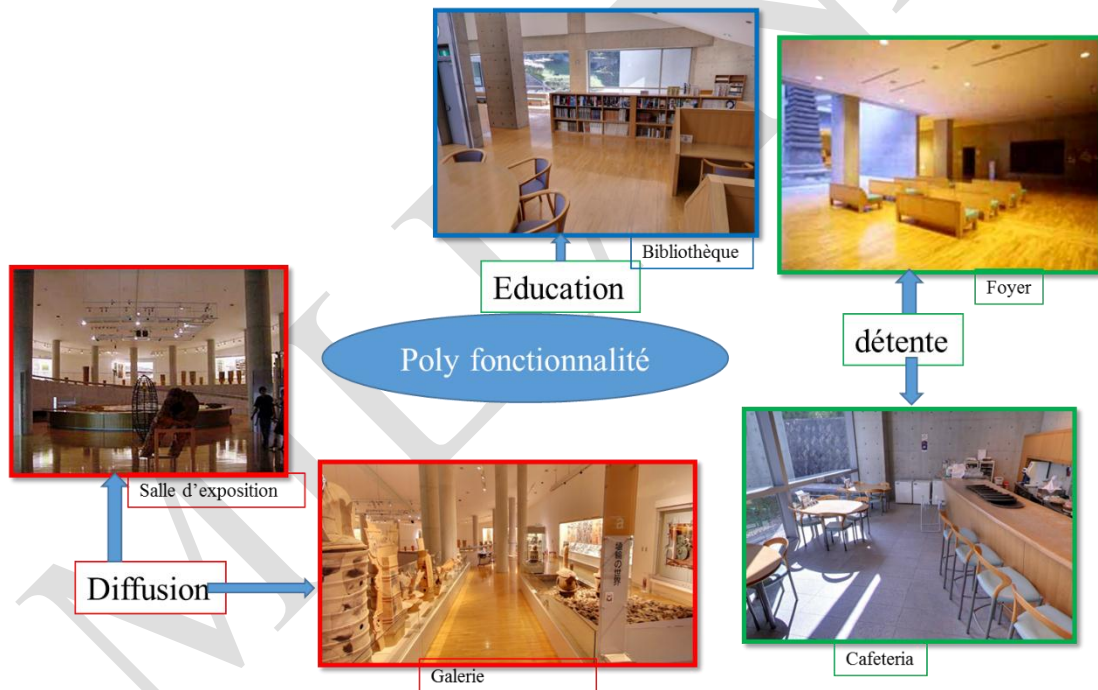 Bibliothèque
Education
Foyer
Poly fonctionnalité
détente
Salle d'exposition
Diffusion
Galerie
Cafeteria